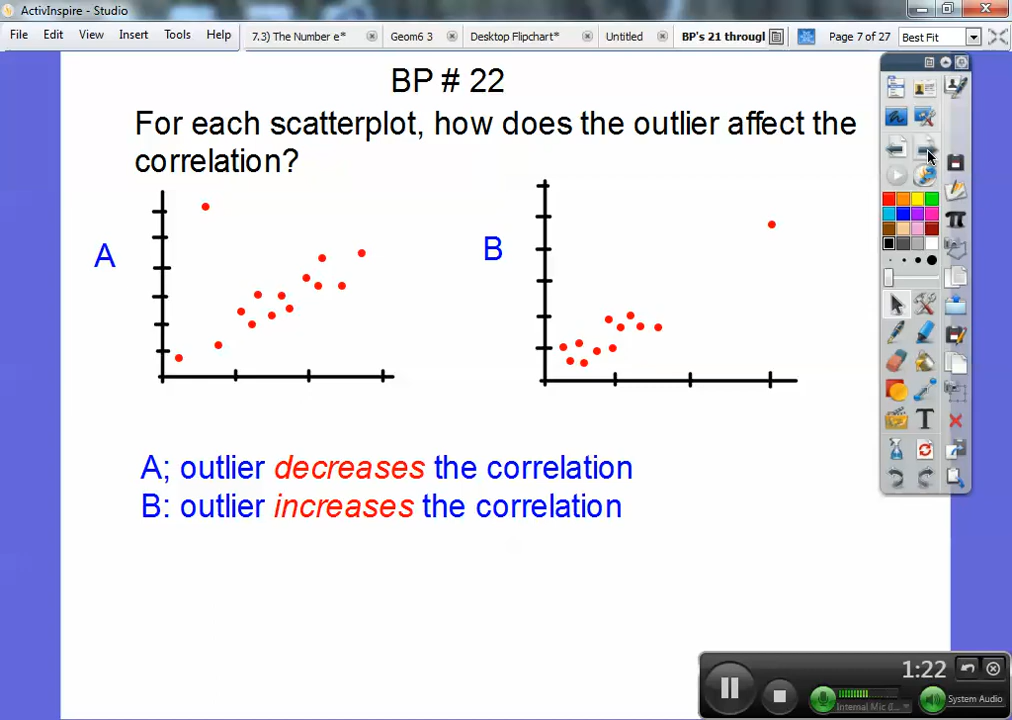 ActivInspire - Studio
File Edit View Insert Tools Help 7.3) The Number e* Geom6 3 Desktop Flipchart* Untitled BP's 21 througl Page 7 of 27 Best Fit
BP # 22
For each scatterplot, how does the outlier affect the
correlation?
A
B
A; outlier decreases the correlation
B: outlier increases the correlation
T
1:22
Internal Mic (I...
System Audio